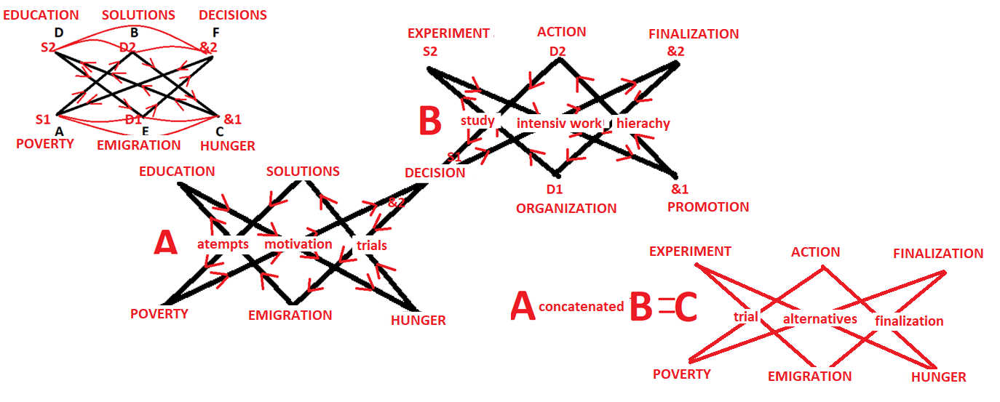 EDUCATION SOLUTIONS DECISIONS
D B F
S2 D2 &2
S1 D1 &1
A E C
POVERTY EMIGRATION HUNGER
EXPERIMENT ACTION FINALIZATION
S2 D2 &2
B study intensiv work hierachy
S1
D1 &1
ORGANIZATION PROMOTION
EDUCATION SOLUTIONS DECISION
&2
A atempts motivation trials
POVERTY EMIGRATION HUNGER
EXPERIMENT ACTION FINALIZATION
A concatenated B = C
trial alternatives finalization
POVERTY EMIGRATION HUNGER